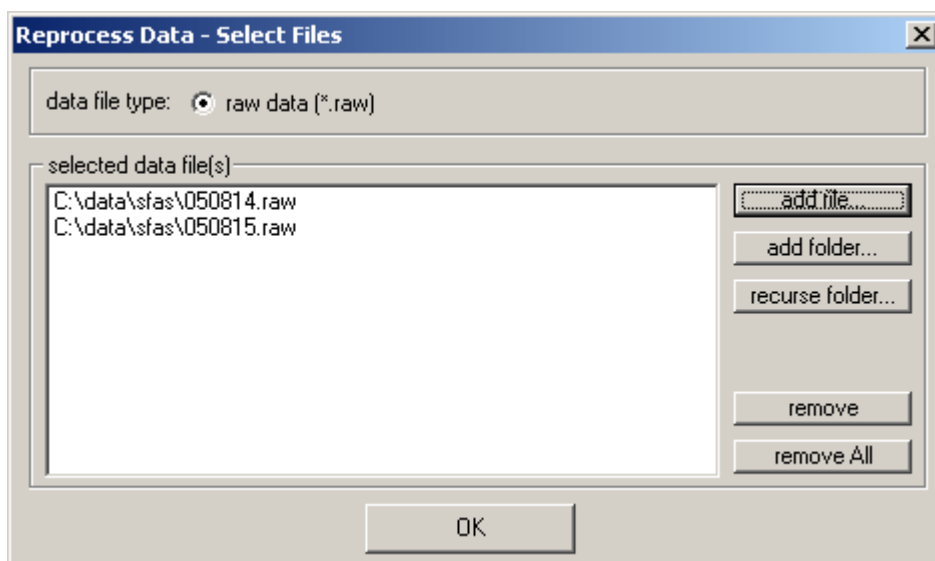 Reprocess Data - Select Files
data file type: raw data (*.raw)
selected data file(s)
C:\data\sfas\050814.raw
C:\data\sfas\050815.raw
add file...
add folder...
recurse folder...
remove
remove All
OK